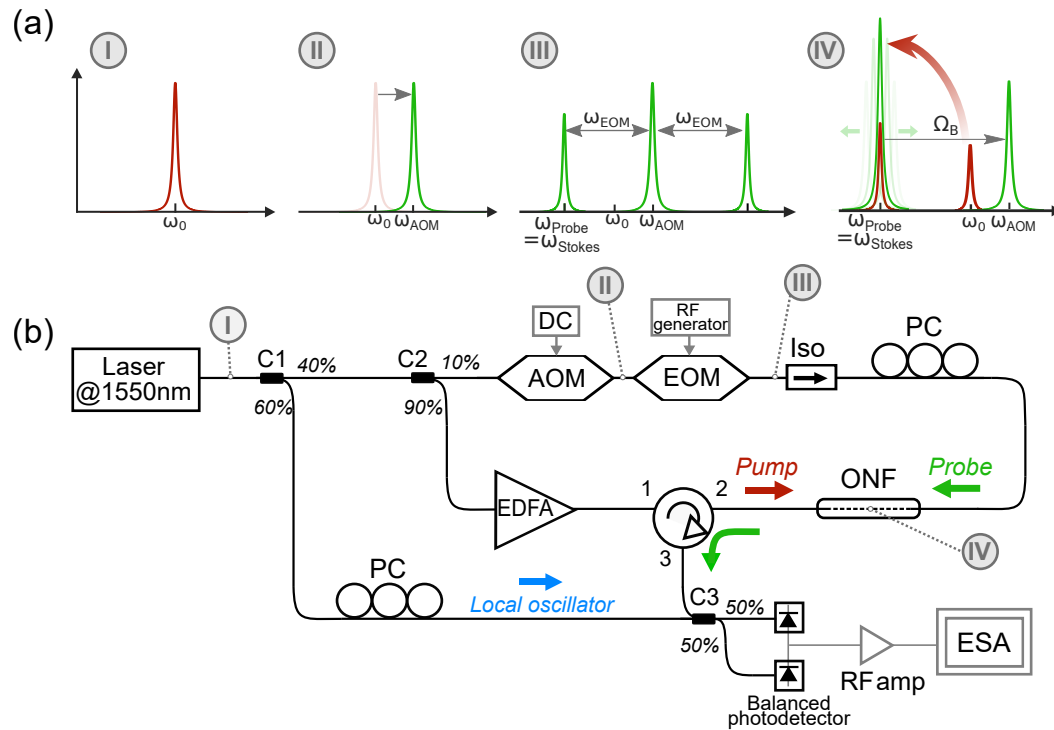 (a)
I
II
III
IV
ω0
ω0 ωAOM
ωEOM ωEOM
ωProbe
=ωStokes
ω0 ωAOM
ΩB
ωProbe
=ωStokes
ω0 ωAOM
(b)
I
II
III
Laser
@1550nm
C1
40%
60%
C2
10%
90%
DC
AOM
RF
generator
EOM
Iso
PC
EDFA
1
2
3
Pump
ONF
Probe
IV
PC
Local oscillator
C3
50%
50%
Balanced
photodetector
RF amp
ESA